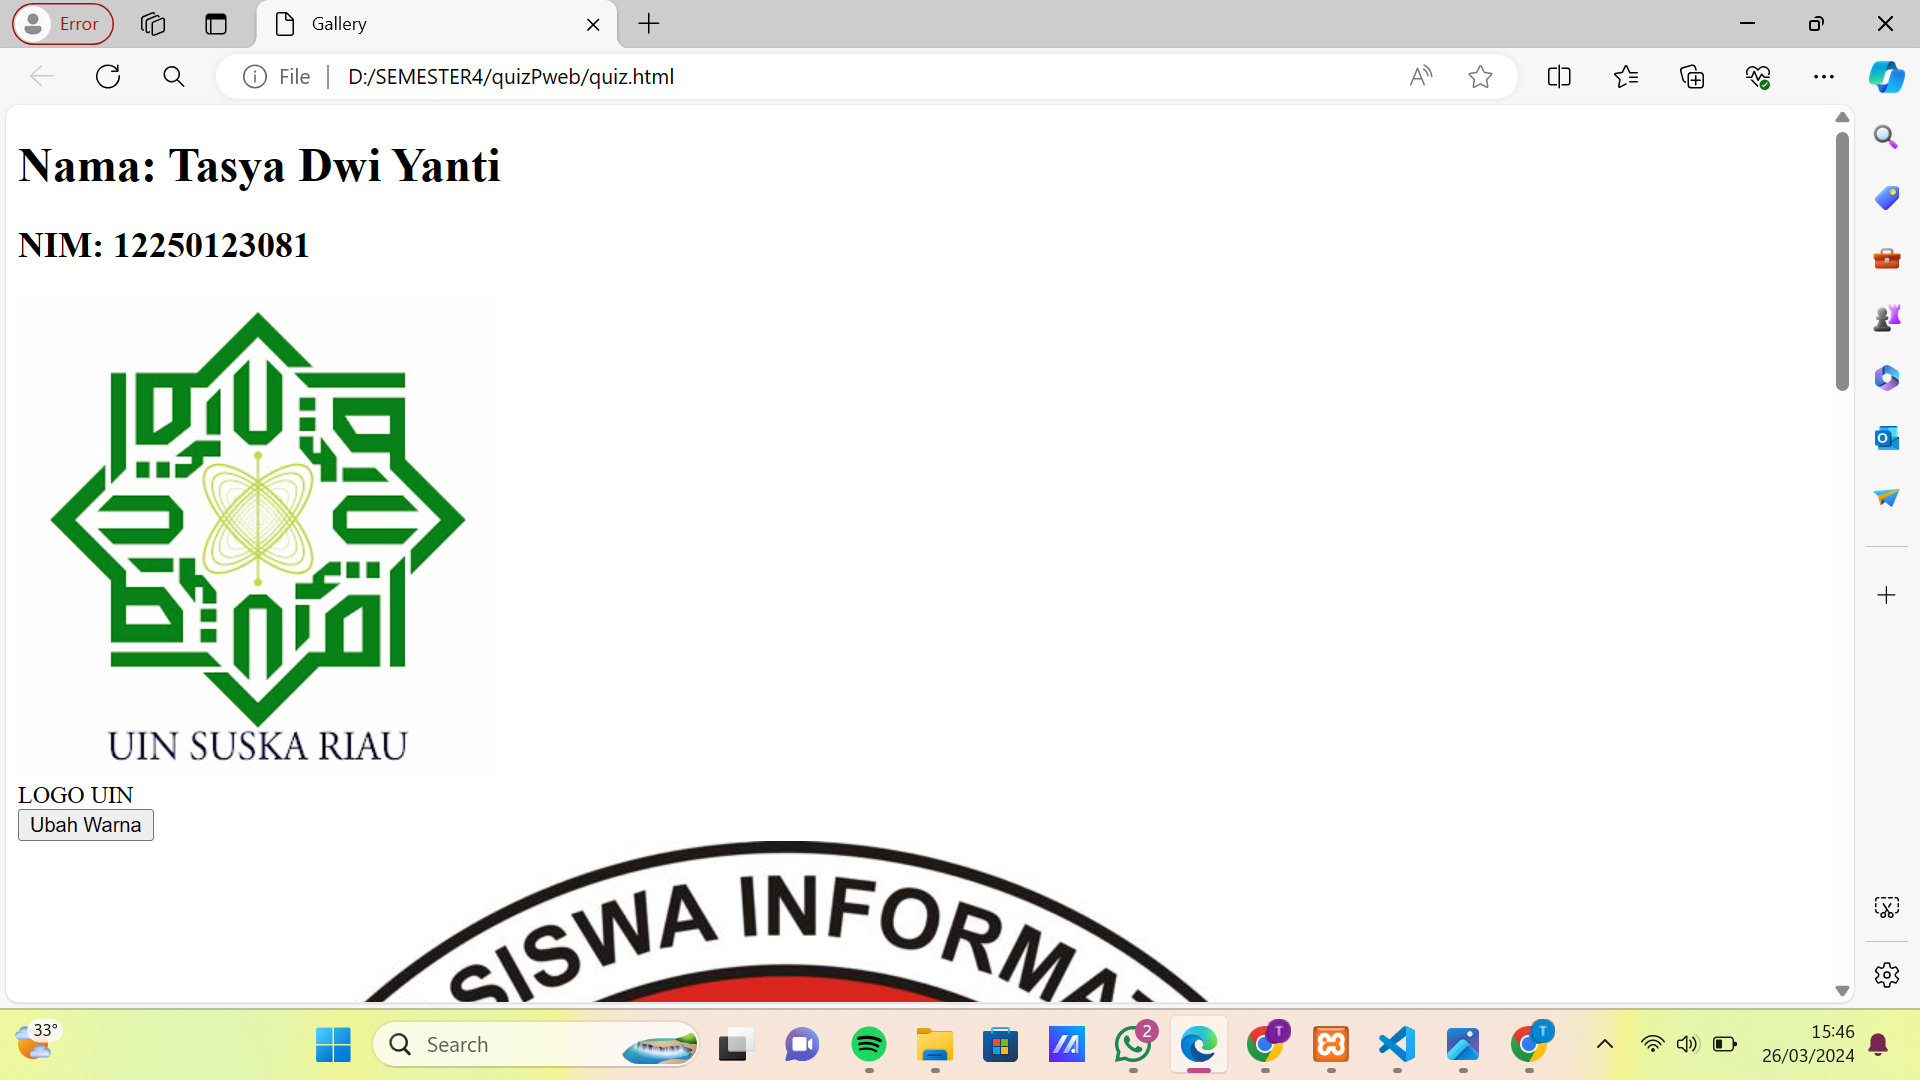 Error
Gallery
File
D:/SEMESTER4/quizPweb/quiz.html
Nama: Tasya Dwi Yanti
NIM: 12250123081
UIN SUSKA RIAU
LOGO UIN
Ubah Warna
SISWA INFORMA
33°
Search
2
T
T
15:46
26/03/2024